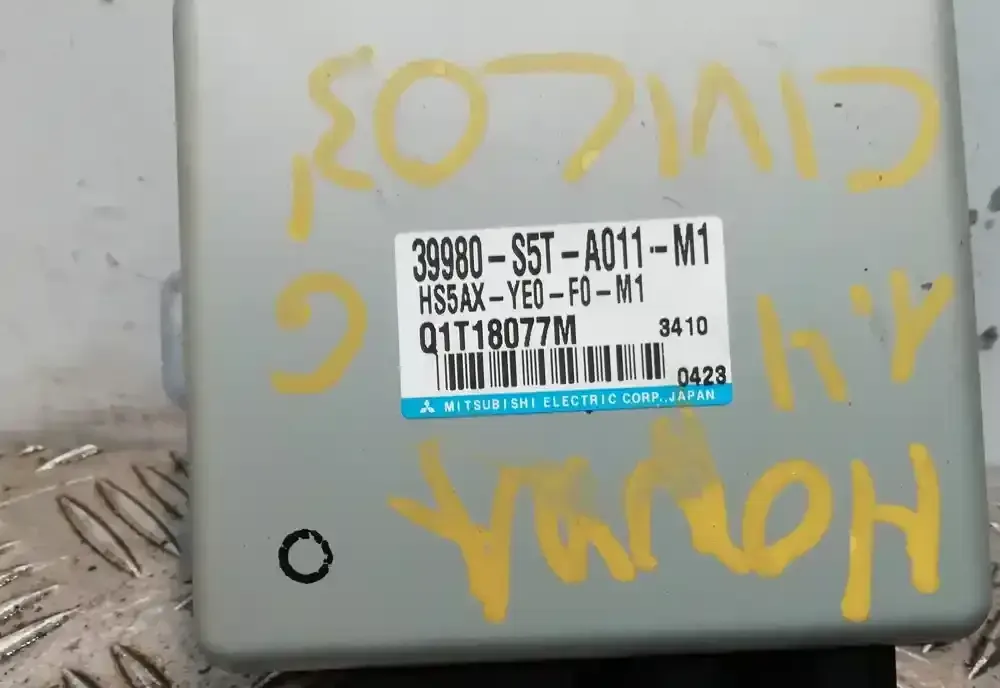 39980-S5T-A011-M1
HS5AX-YE0-F0-M1
Q1T18077M 3410
0423
MITSUBISHI ELECTRIC CORP., JAPAN
HONDA
1.4 G
CIVIC 03